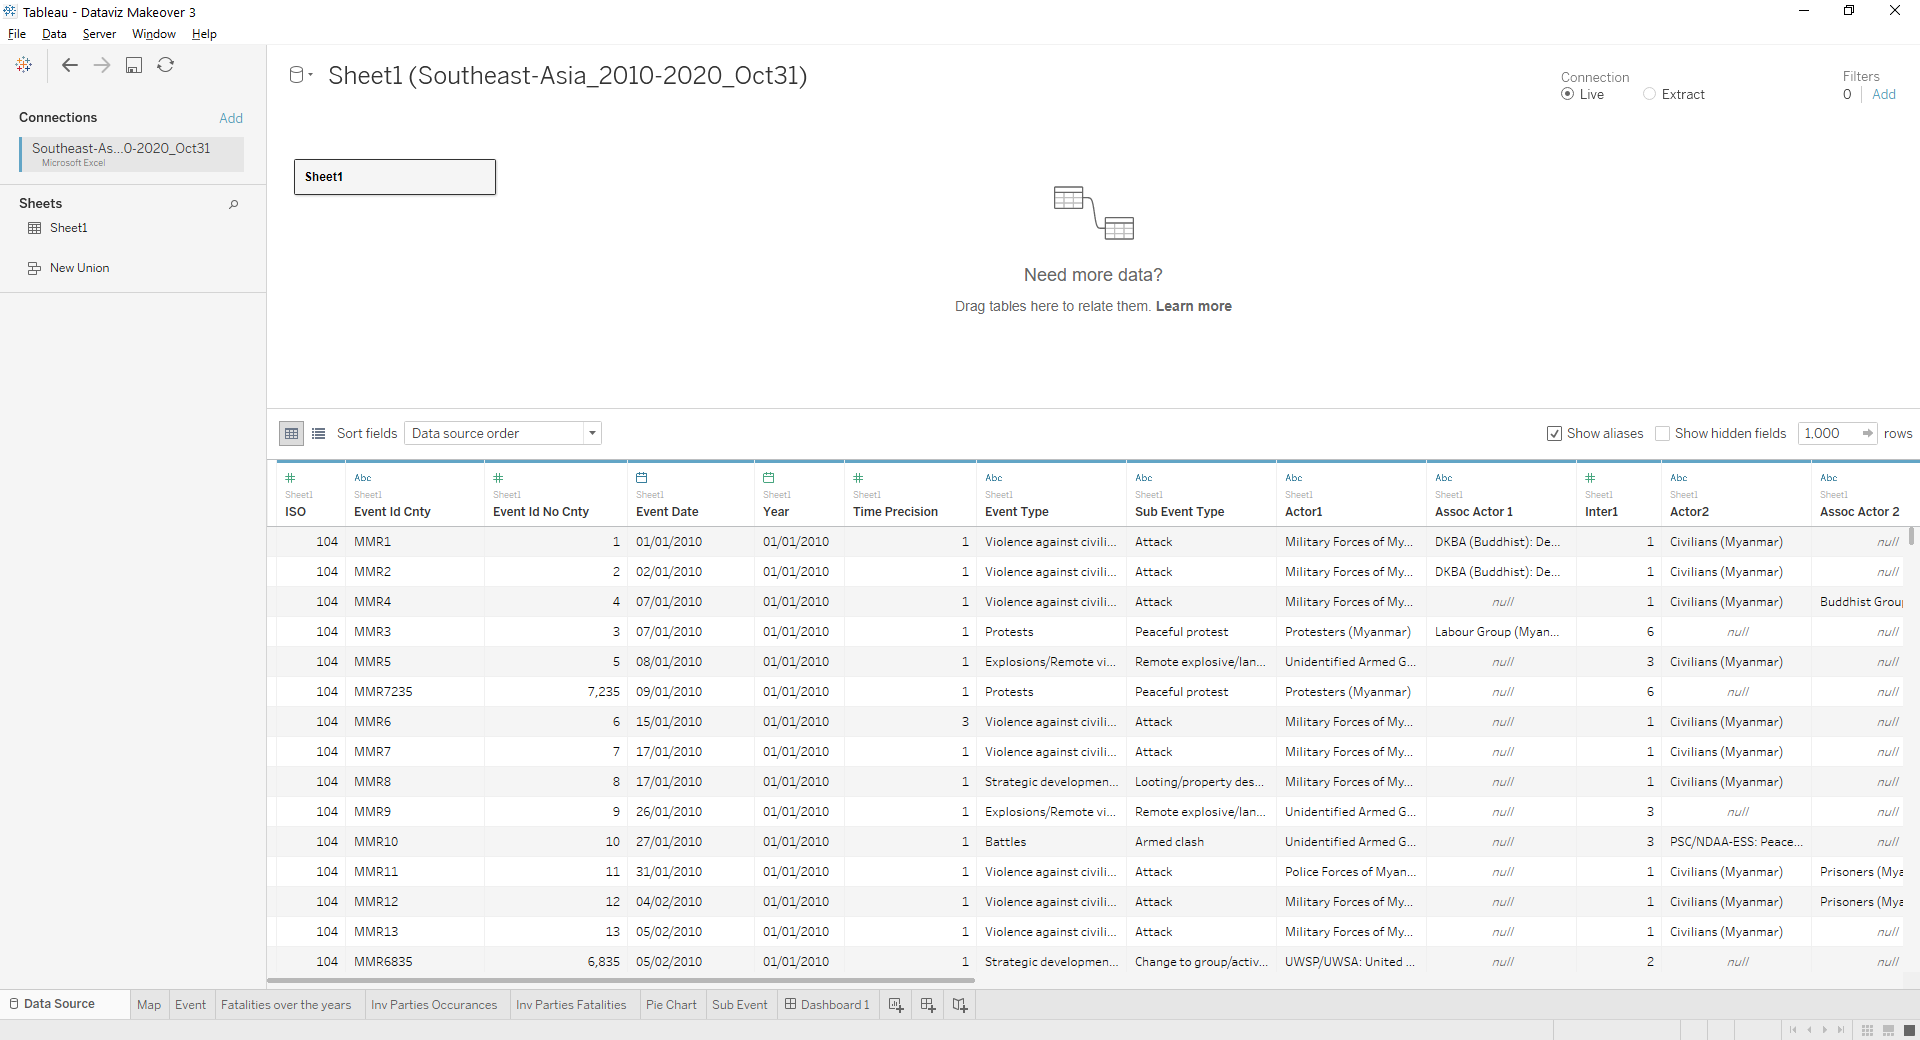 Tableau - Dataviz Makeover 3
File Data Server Window Help
Connections Add
Southeast-As...0-2020_Oct31
Microsoft Excel
Sheets
Sheet1
New Union
Sheet1 (Southeast-Asia_2010-2020_Oct31)
Connection
Live Extract
Filters
0 Add
Sheet1
Need more data?
Drag tables here to relate them. Learn more
Sort fields Data source order Show aliases Show hidden fields 1,000 rows
# Abc # # Abc Abc Abc Abc # Abc Abc
Sheet1 Sheet1 Sheet1 Sheet1 Sheet1 Sheet1 Sheet1 Sheet1 Sheet1 Sheet1 Sheet1 Sheet1 Sheet1
ISO Event Id Cnty Event Id No Cnty Event Date Year Time Precision Event Type Sub Event Type Actor1 Assoc Actor 1 Inter1 Actor2 Assoc Actor 2
104 MMR1 1 01/01/2010 01/01/2010 1 Violence against civili... Attack Military Forces of My... DKBA (Buddhist): De... 1 Civilians (Myanmar) null
104 MMR2 2 02/01/2010 01/01/2010 1 Violence against civili... Attack Military Forces of My... DKBA (Buddhist): De... 1 Civilians (Myanmar) null
104 MMR4 4 07/01/2010 01/01/2010 1 Violence against civili... Attack Military Forces of My... null 1 Civilians (Myanmar) Buddhist Grou
104 MMR3 3 07/01/2010 01/01/2010 1 Protests Peaceful protest Protesters (Myanmar) Labour Group (Myan... 6 null null
104 MMR5 5 08/01/2010 01/01/2010 1 Explosions/Remote vi... Remote explosive/lan... Unidentified Armed G... null 3 Civilians (Myanmar) null
104 MMR7235 7,235 09/01/2010 01/01/2010 1 Protests Peaceful protest Protesters (Myanmar) null 6 null null
104 MMR6 6 15/01/2010 01/01/2010 3 Violence against civili... Attack Military Forces of My... null 1 Civilians (Myanmar) null
104 MMR7 7 17/01/2010 01/01/2010 1 Violence against civili... Attack Military Forces of My... null 1 Civilians (Myanmar) null
104 MMR8 8 17/01/2010 01/01/2010 1 Strategic developmen... Looting/property des... Military Forces of My... null 1 Civilians (Myanmar) null
104 MMR9 9 26/01/2010 01/01/2010 1 Explosions/Remote vi... Remote explosive/lan... Unidentified Armed G... null 3 null null
104 MMR10 10 27/01/2010 01/01/2010 1 Battles Armed clash Unidentified Armed G... null 3 PSC/NDAA-ESS: Peace... null
104 MMR11 11 31/01/2010 01/01/2010 1 Violence against civili... Attack Police Forces of Myan... null 1 Civilians (Myanmar) Prisoners (Mya
104 MMR12 12 04/02/2010 01/01/2010 1 Violence against civili... Attack Military Forces of My... null 1 Civilians (Myanmar) Prisoners (Mya
104 MMR13 13 05/02/2010 01/01/2010 1 Violence against civili... Attack Military Forces of My... null 1 Civilians (Myanmar) null
104 MMR6835 6,835 05/02/2010 01/01/2010 1 Strategic developmen... Change to group/activ... UWSP/UWSA: United ... null 2 null null
Data Source Map Event Fatalities over the years Inv Parties Occurances Inv Parties Fatalities Pie Chart Sub Event Dashboard 1